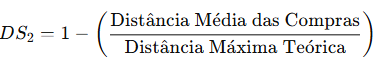 DS₂ = 1 − (Distância Média das Compras / Distância Máxima Teórica)